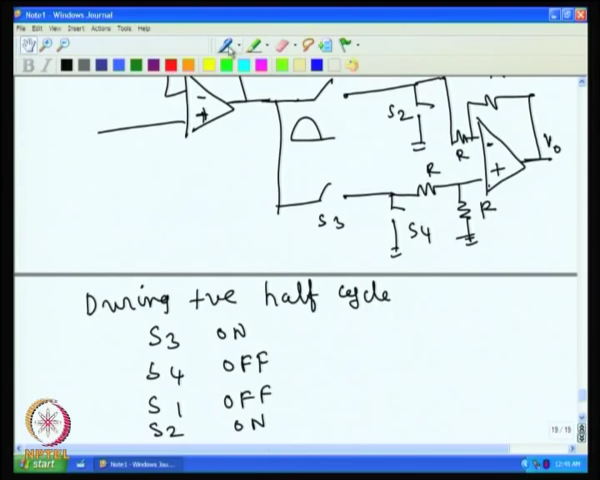 Note1 - Windows Journal
File Edit View Insert Actions Tools Help
B I
-
+
S2
R
R
-
+
Vo
R
S3
S4
During +ve half cycle
S3 ON
S4 OFF
S1 OFF
S2 ON
19 / 19
NPTEL
start
Note1 - Windows Jou...